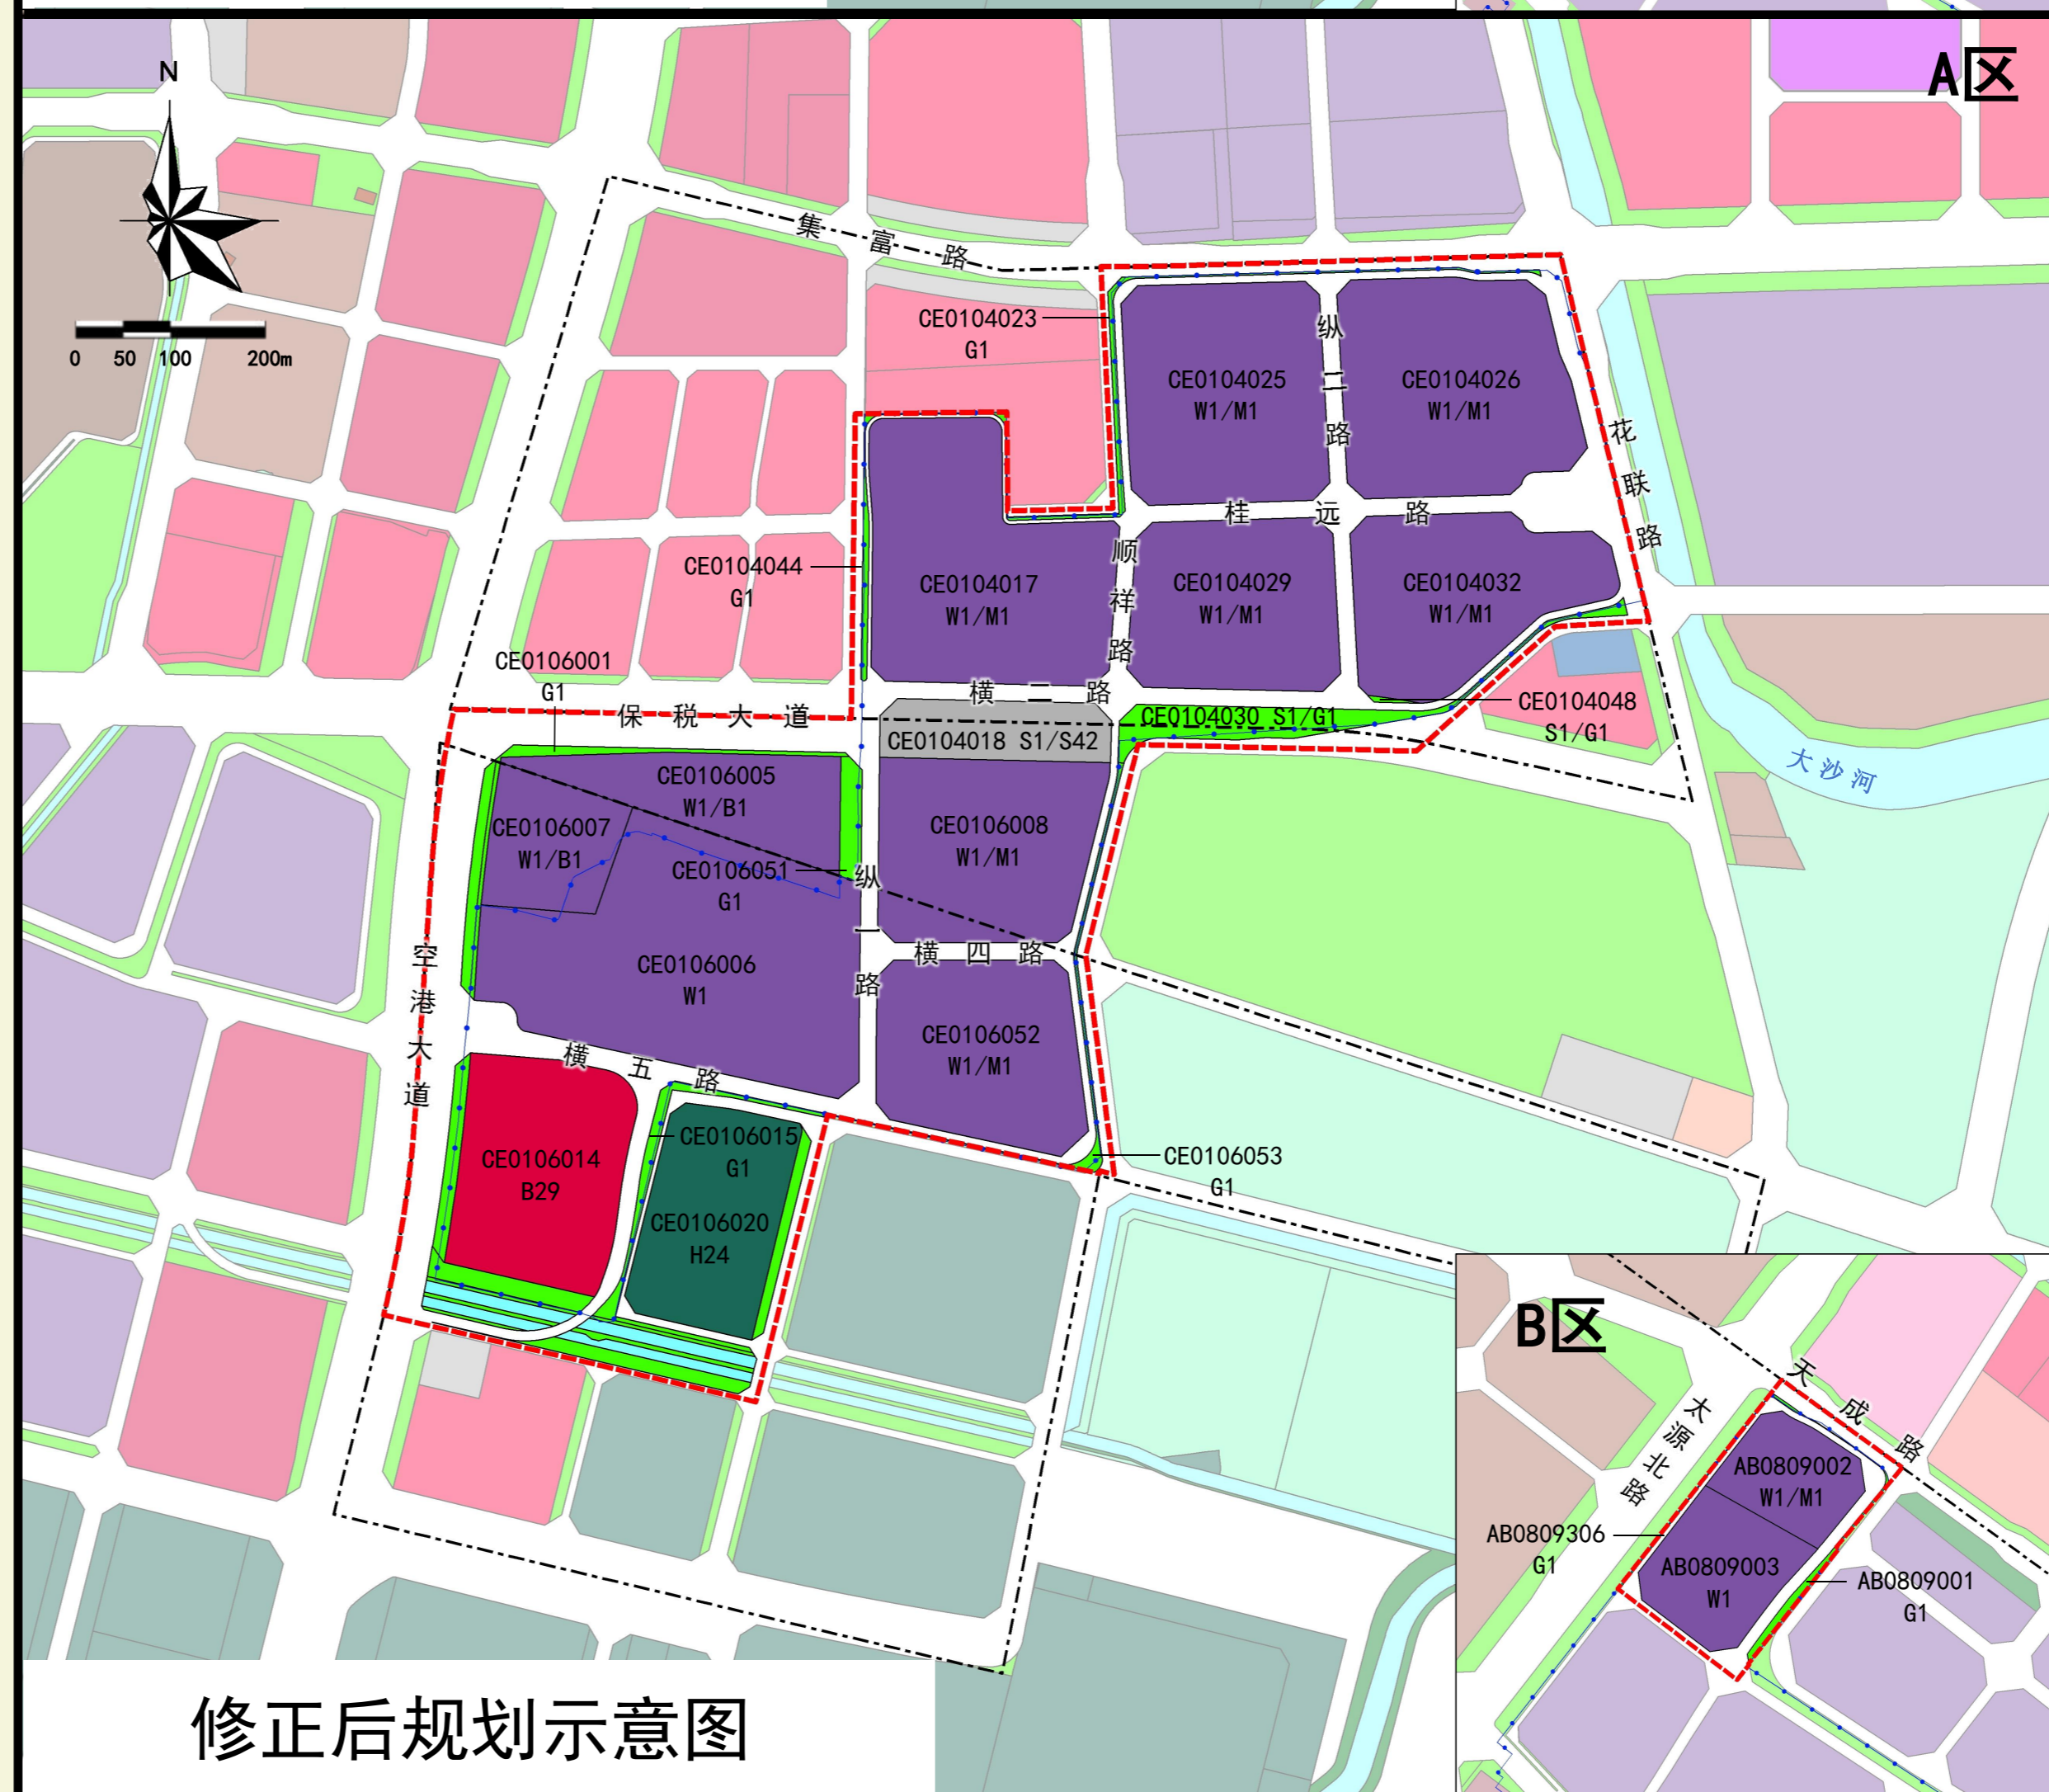 A区
N
0 50 100 200m
集富路
CE0104023
G1
纵二路
CE0104025
W1/M1
CE0104026
W1/M1
花联路
桂远路
顺祥路
CE0104044
G1
CE0104017
W1/M1
CE0104029
W1/M1
CE0104032
W1/M1
CE0106001
G1
横二路
CE0104048
S1/G1
保税大道
CE0104030 S1/G1
CE0104018 S1/S42
大沙河
CE0106005
W1/B1
CE0106007
W1/B1
CE0106008
W1/M1
CE0106051
G1
纵一路
横四路
空港大道
CE0106006
W1
CE0106052
W1/M1
横五路
CE0106015
G1
CE0106014
B29
CE0106053
G1
CE0106020
H24
B区
天成路
太源北路
AB0809002
W1/M1
AB0809306
G1
AB0809003
W1
AB0809001
G1
修正后规划示意图